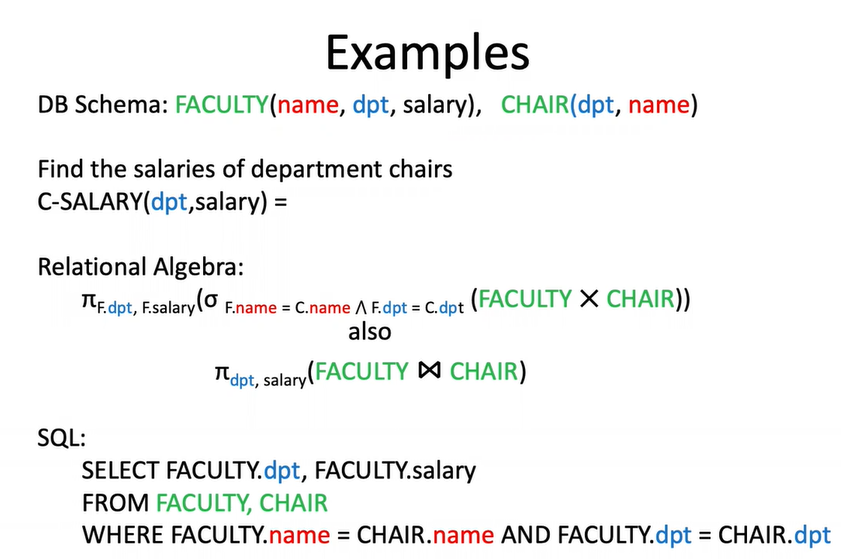 Examples
DB Schema: FACULTY(name, dpt, salary), CHAIR(dpt, name)
Find the salaries of department chairs
C-SALARY(dpt,salary) =
Relational Algebra:
πF.dpt, F.salary(σ F.name = C.name ∧ F.dpt = C.dpt (FACULTY × CHAIR))
also
πdpt, salary(FACULTY ⋈ CHAIR)
SQL:
SELECT FACULTY.dpt, FACULTY.salary
FROM FACULTY, CHAIR
WHERE FACULTY.name = CHAIR.name AND FACULTY.dpt = CHAIR.dpt